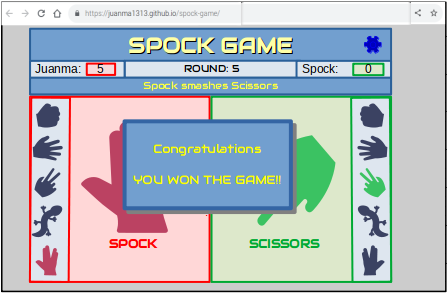 https://juanma1313.github.io/spock-game/
SPOCK GAME
Juanma: 5
ROUND: 5
Spock: 0
Spock smashes Scissors
Congratulations
YOU WON THE GAME!!
SPOCK
SCISSORS